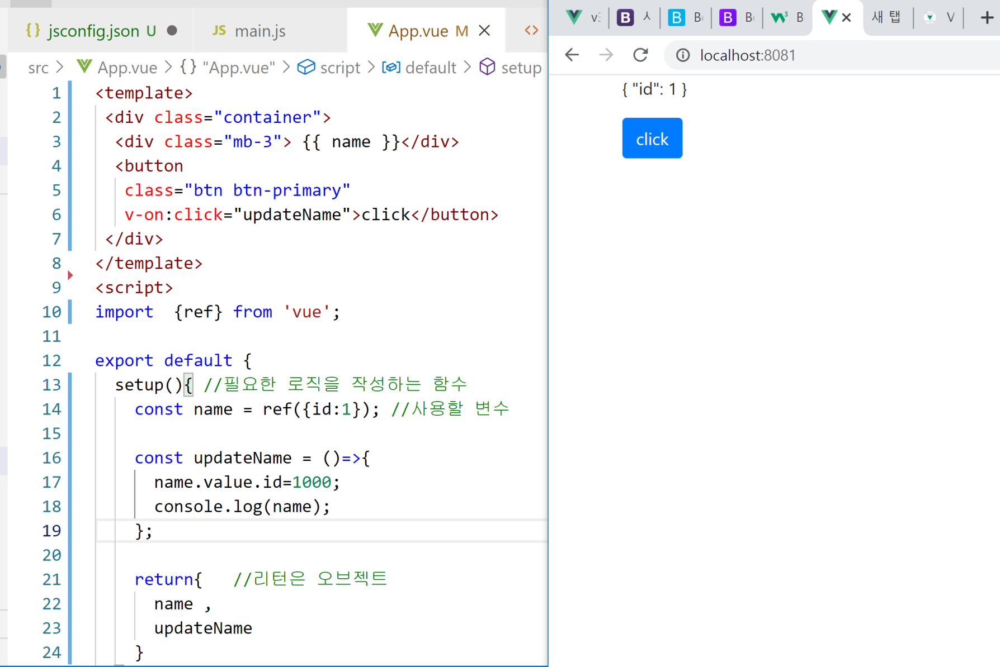 {} jsconfig.json U ●
JS main.js
App.vue M ×
<>
src > App.vue > {} "App.vue" > script > default > setup
1 <template>
2 <div class="container">
3 <div class="mb-3"> {{ name }}</div>
4 <button
5 class="btn btn-primary"
6 v-on:click="updateName">click</button>
7 </div>
8 </template>
9 <script>
10 import  {ref} from 'vue';
11
12 export default {
13 setup(){ //필요한 로직을 작성하는 함수
14 const name = ref({id:1}); //사용할 변수
15
16 const updateName = ()=>{
17 name.value.id=1000;
18 console.log(name);
19 };
20
21 return{   //리턴은 오브젝트
22 name ,
23 updateName
24 }
B ㅅ
B B
B B
w3 B
새 탭
V
localhost:8081
{ "id": 1 }
click